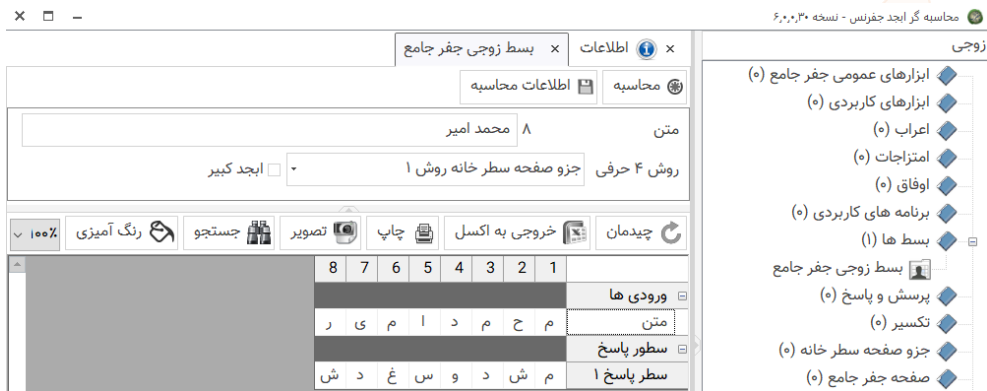 محاسبه گر ابجد جفرنس - نسخه ۶,۰,۰,۳۰
زوجی
ابزارهای عمومی جفر جامع (۰)
ابزارهای کاربردی (۰)
اعراب (۰)
امتزاجات (۰)
اوفاق (۰)
برنامه های کاربردی (۰)
بسط ها (۱)
بسط زوجی جفر جامع
پرسش و پاسخ (۰)
تکسیر (۰)
جزو صفحه سطر خانه (۰)
صفحه جفر جامع (۰)
اطلاعات
بسط زوجی جفر جامع
محاسبه
اطلاعات محاسبه
متن ۸ محمد امیر
روش ۴ حرفی جزو صفحه سطر خانه روش ۱ ابجد کبیر
چیدمان خروجی به اکسل چاپ تصویر جستجو رنگ آمیزی ۱۰۰٪
1 2 3 4 5 6 7 8
ورودی ها
متن م ح م د ا م ی ر
سطور پاسخ
سطر پاسخ ۱ م ش د و س غ د ش